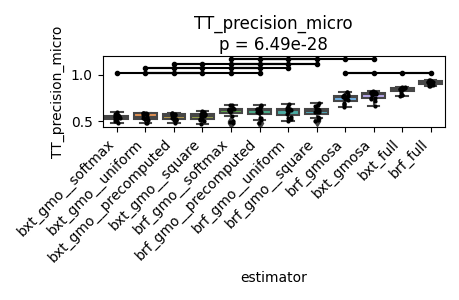 TT_precision_micro
p = 6.49e-28
TT_precision_micro
1.0
0.5
bxt_gmo__softmax
bxt_gmo__uniform
bxt_gmo__precomputed
bxt_gmo__square
brf_gmo__softmax
brf_gmo__precomputed
brf_gmo__uniform
brf_gmo__square
brf_gmosa
bxt_gmosa
bxt_full
brf_full
estimator